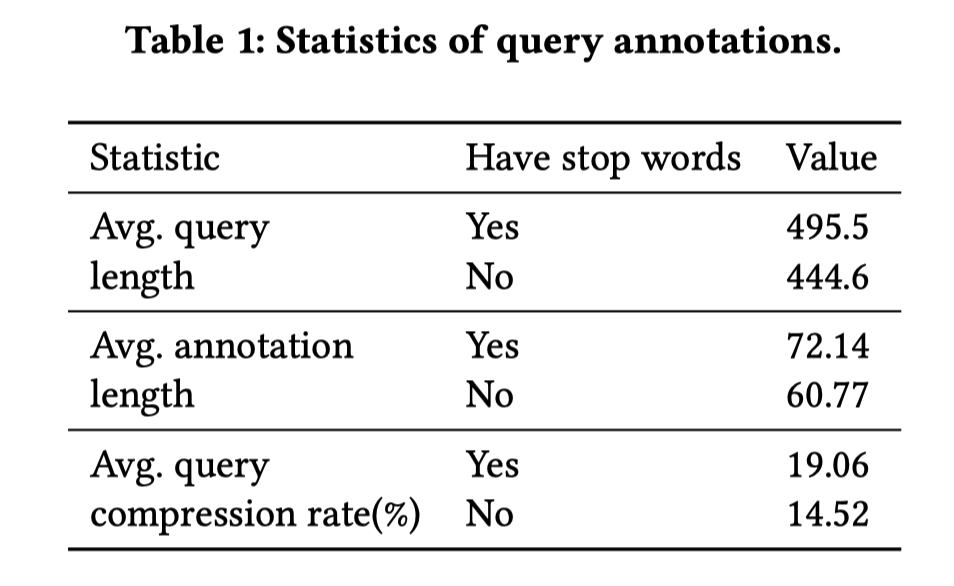 Table 1: Statistics of query annotations.
Statistic Have stop words Value
Avg. query Yes 495.5
length No 444.6
Avg. annotation Yes 72.14
length No 60.77
Avg. query Yes 19.06
compression rate(%) No 14.52